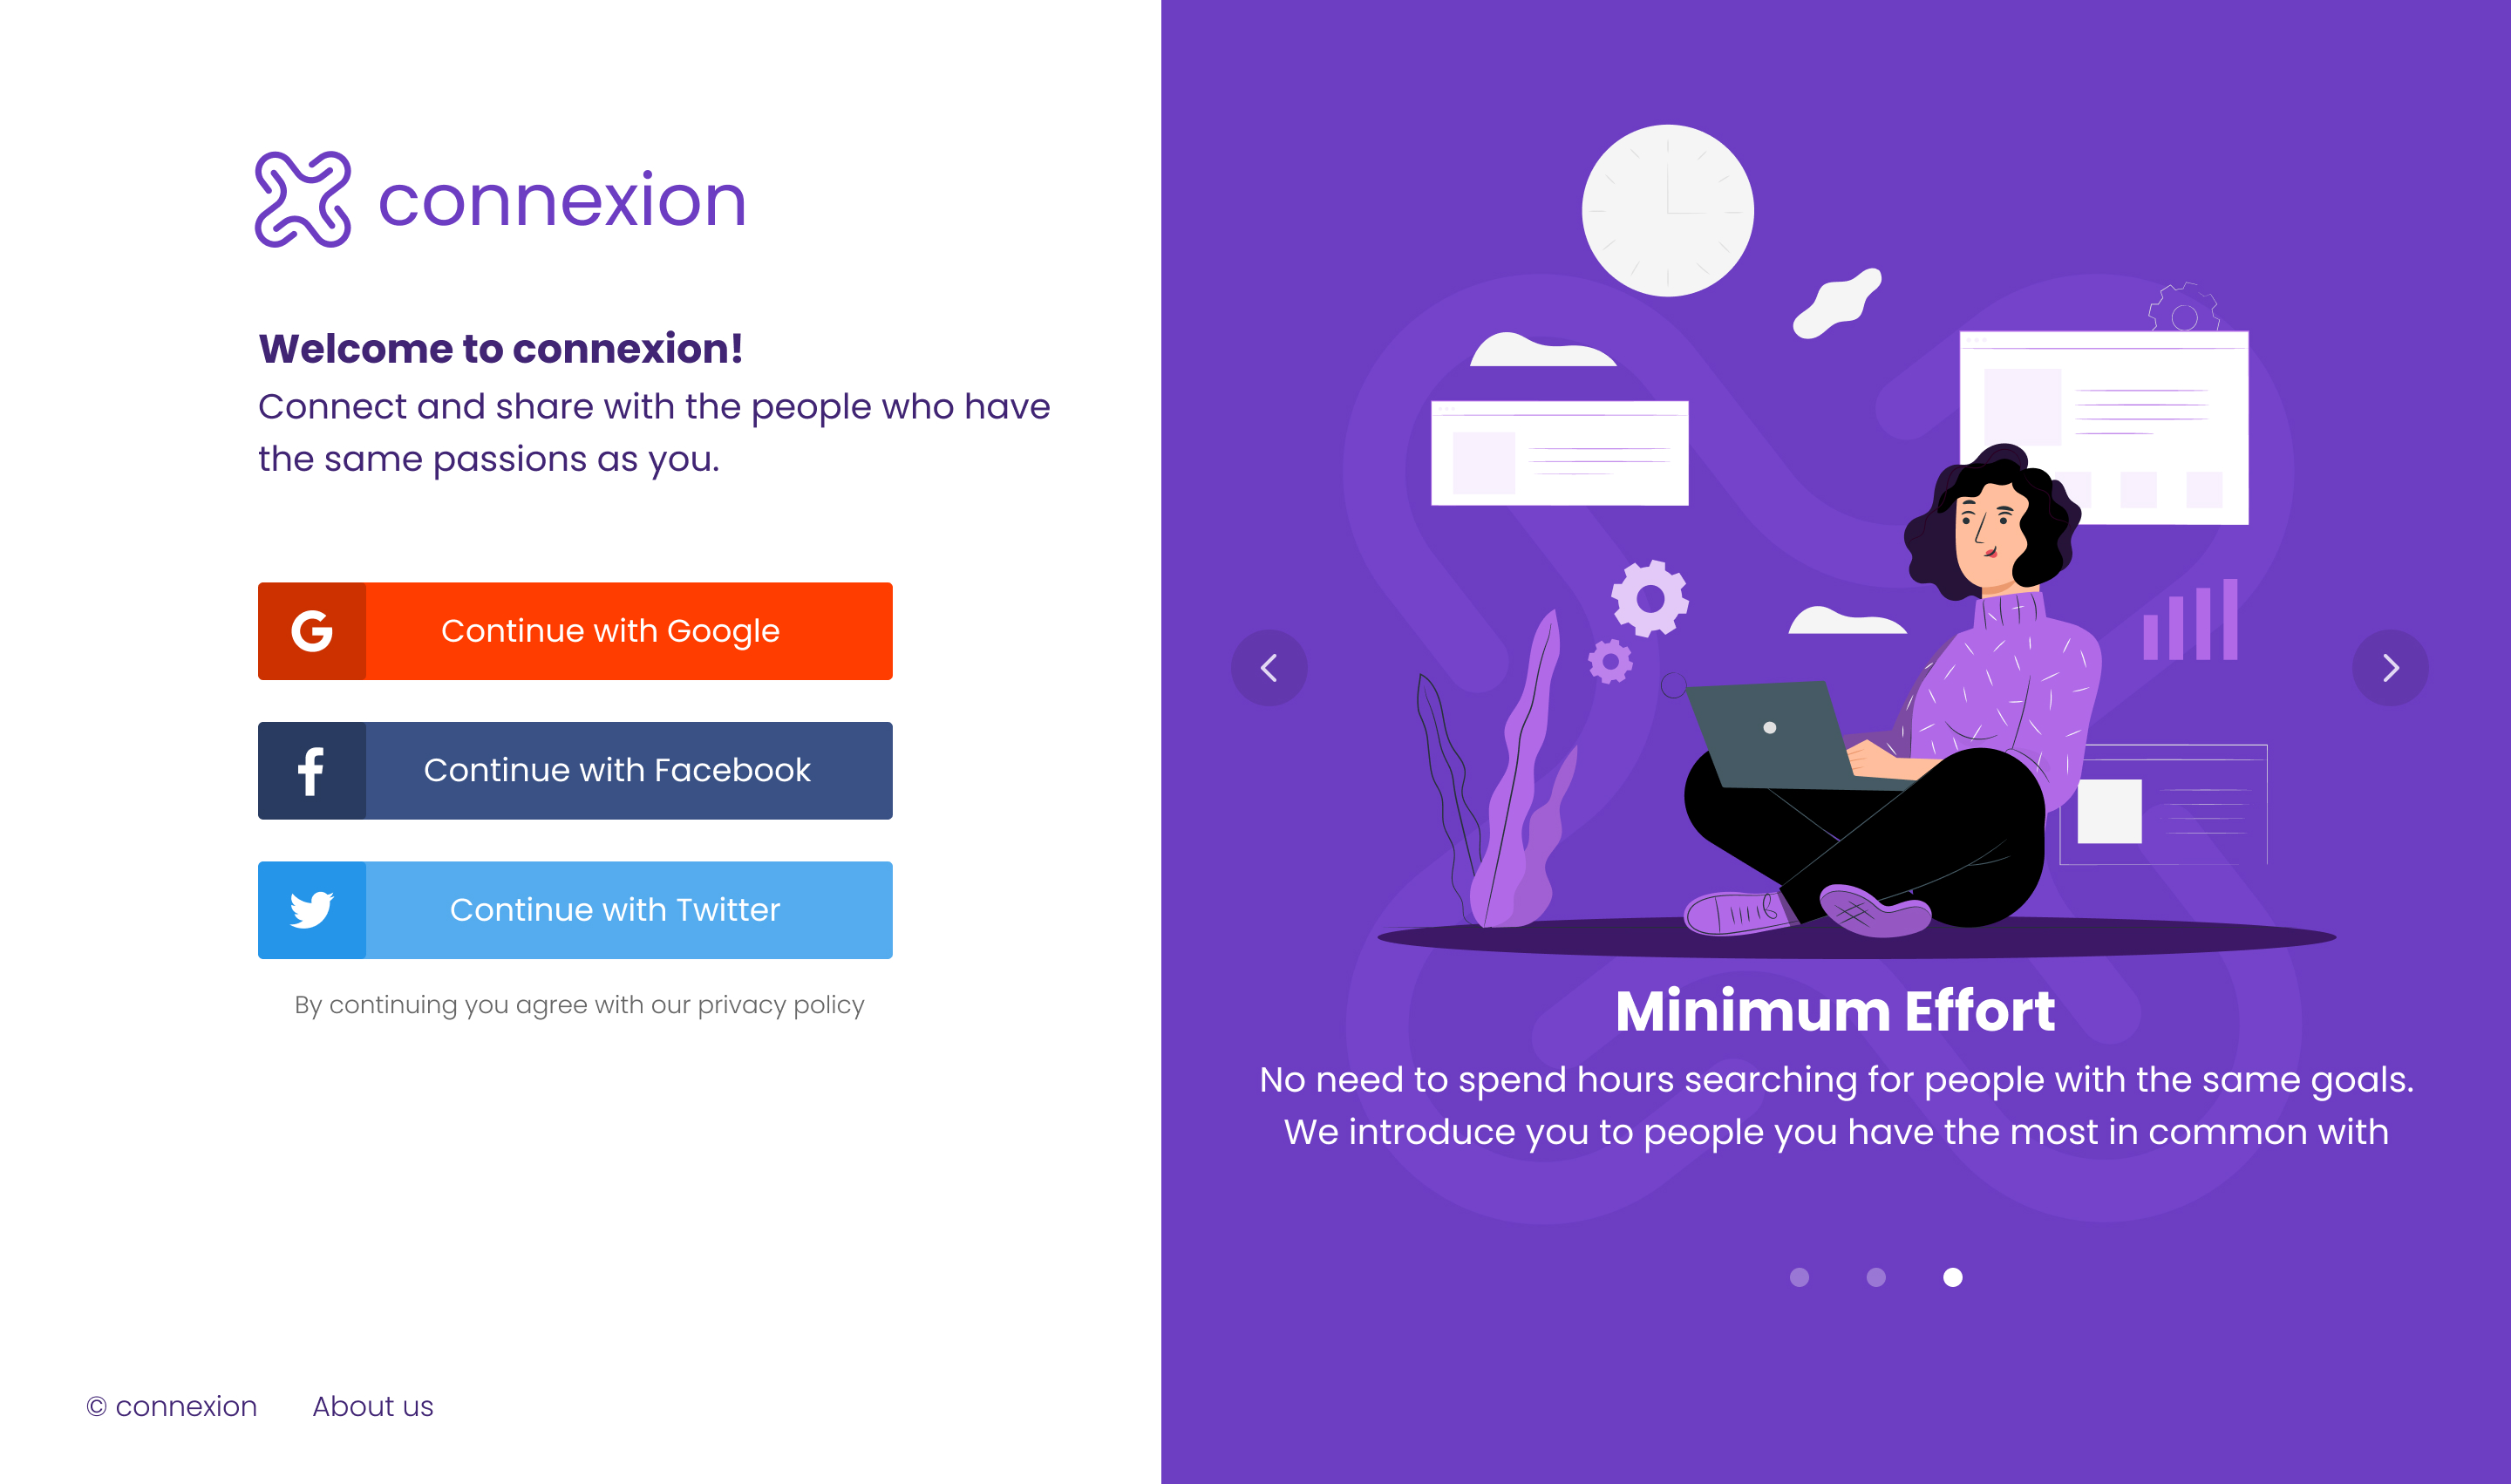 connexion
Welcome to connexion!
Connect and share with the people who have
the same passions as you.
Continue with Google
Continue with Facebook
Continue with Twitter
By continuing you agree with our privacy policy
© connexion
About us
Minimum Effort
No need to spend hours searching for people with the same goals.
We introduce you to people you have the most in common with